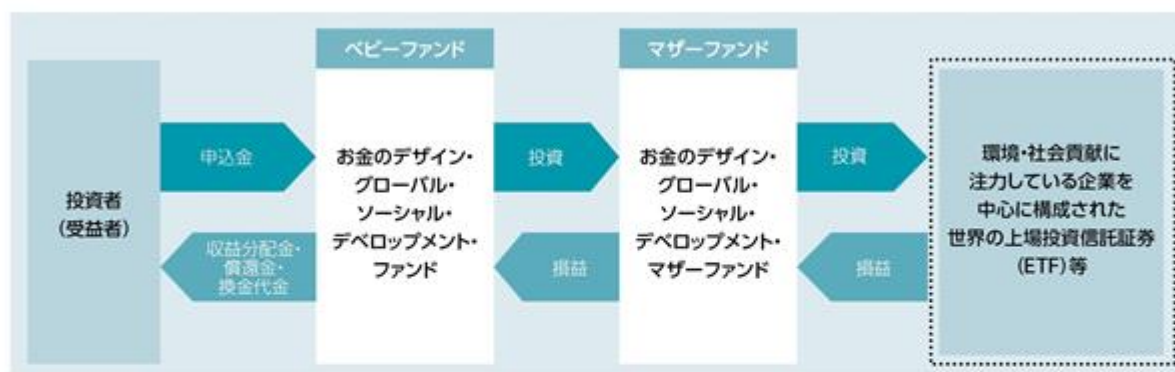 投資者
(受益者)
申込金
収益分配金・
償還金・
換金代金
ベビーファンド
お金のデザイン・
グローバル・
ソーシャル・
デベロップメント・
ファンド
投資
損益
マザーファンド
お金のデザイン・
グローバル・
ソーシャル・
デベロップメント・
マザーファンド
投資
損益
環境・社会貢献に
注力している企業を
中心に構成された
世界の上場投資信託証券
(ETF)等